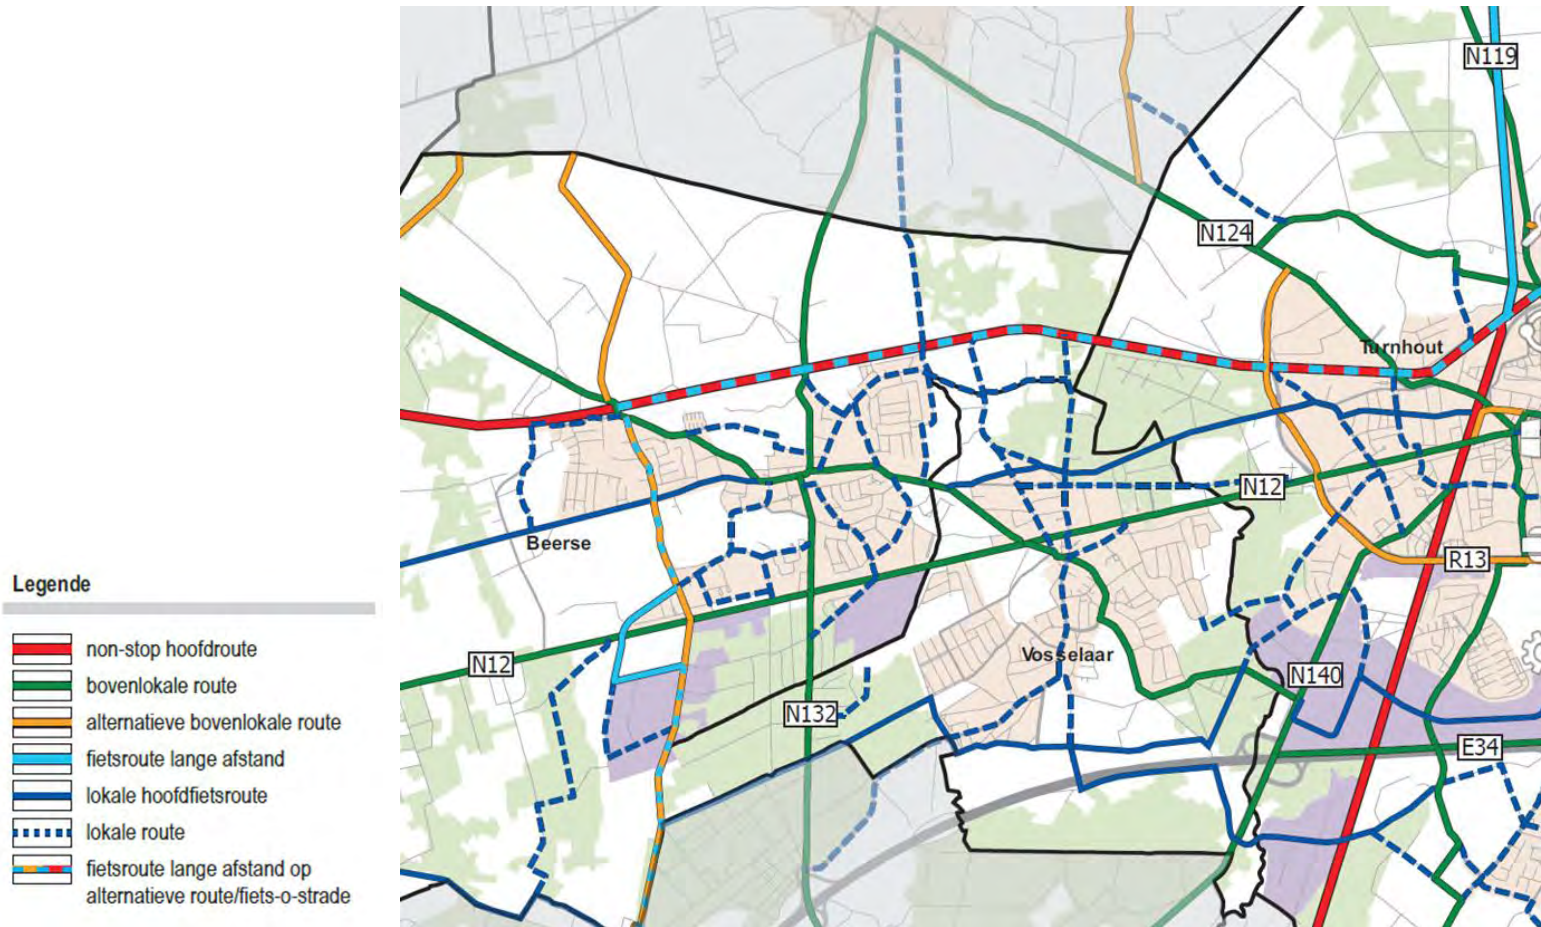 Legende
non-stop hoofdroute
bovenlokale route
alternatieve bovenlokale route
fietsroute lange afstand
lokale hoofdfietsroute
lokale route
fietsroute lange afstand op
alternatieve route/fiets-o-strade
N119
N124
Turnhout
N12
Beerse
R13
Vosselaar
N12
N140
N132
E34